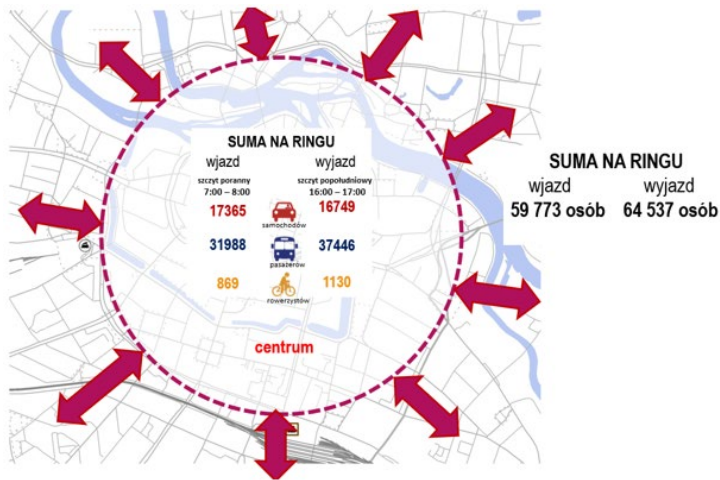 SUMA NA RINGU
wjazd wyjazd
szczyt poranny szczyt popołudniowy
7:00 – 8:00 16:00 – 17:00
17365 16749
samochodów
31988 37446
pasażerów
869 1130
rowerzystów
centrum
SUMA NA RINGU
wjazd wyjazd
59 773 osób 64 537 osób